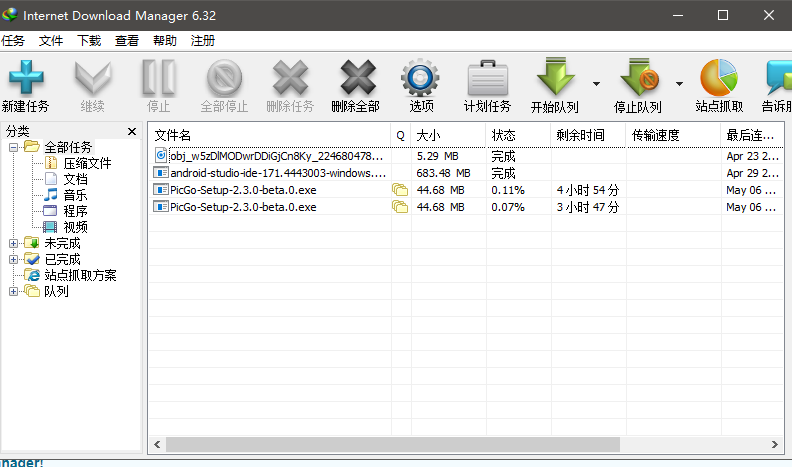 Internet Download Manager 6.32
任务 文件 下载 查看 帮助 注册
新建任务 继续 停止 全部停止 删除任务 删除全部 选项 计划任务 开始队列 停止队列 站点抓取 告诉朋
分类
全部任务
压缩文件
文档
音乐
程序
视频
未完成
已完成
站点抓取方案
队列
文件名 Q 大小 状态 剩余时间 传输速度 最后连...
obj_w5zDlMODwrDDiGjCn8Ky_224680478... 5.29 MB 完成 Apr 23 2...
android-studio-ide-171.4443003-windows.... 683.48 MB 完成 Apr 29 2...
PicGo-Setup-2.3.0-beta.0.exe 44.68 MB 0.11% 4 小时 54 分 May 06 ...
PicGo-Setup-2.3.0-beta.0.exe 44.68 MB 0.07% 3 小时 47 分 May 06 ...
nager!